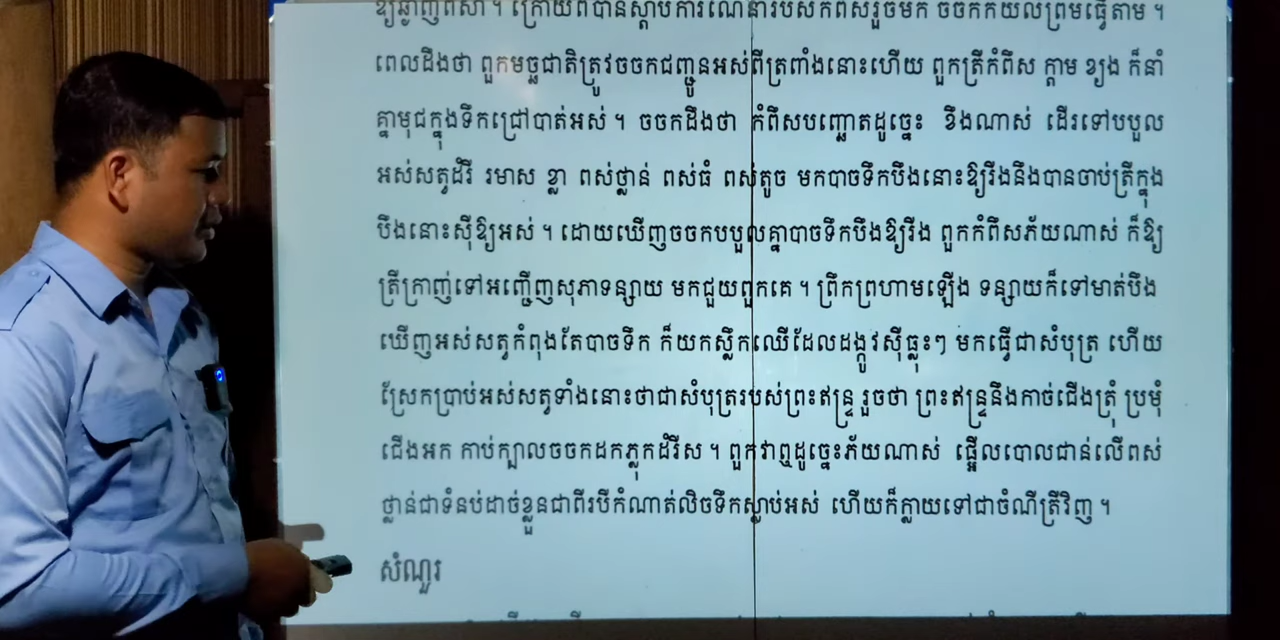 ឱ្យឆ្លាញ់ពិសា។ ក្រោយពីបានស្ដាប់ការណែនាំរបស់កំពឹសរួចមក ចចកក៏យល់ព្រមធ្វើតាម។
ពេលដឹងថា ពួកមច្ឆជាតិត្រូវចចកជញ្ជូនអស់ពីត្រពាំងនោះហើយ ពួកត្រីកំពឹស ក្ដាម ខ្យង ក៏នាំ
គ្នាមុជក្នុងទឹកជ្រៅបាត់អស់។ ចចកដឹងថា កំពឹសបញ្ឆោតដូច្នេះ ខឹងណាស់ ដើរទៅបបួល
អស់សត្វដំរី រមាស ខ្លា ពស់ថ្លាន់ ពស់ធំ ពស់តូច មកបាចទឹកបឹងនោះឱ្យរីងនឹងបានចាប់ត្រីក្នុង
បឹងនោះស៊ីឱ្យអស់។ ដោយឃើញចចកបបួលគ្នាបាចទឹកបឹងឱ្យរីង ពួកកំពឹសភ័យណាស់ ក៏ឱ្យ
ត្រីក្រាញ់ទៅអញ្ជើញសុភាទន្សាយ មកជួយពួកគេ។ ព្រឹកព្រហាមឡើង ទន្សាយក៏ទៅមាត់បឹង
ឃើញអស់សត្វកំពុងតែបាចទឹក ក៏យកស្លឹកឈើដែលដង្កូវស៊ីធ្លុះៗ មកធ្វើជាសំបុត្រ ហើយ
ស្រែកប្រាប់អស់សត្វទាំងនោះថាជាសំបុត្ររបស់ព្រះឥន្ទ្រ រួចថា ព្រះឥន្ទ្រនឹងកាច់ជើងត្រុំ ប្រមុំ
ជើងអក កាប់ក្បាលចចកដកភ្លុកដំរីស។ ពួកវាឮដូច្នេះភ័យណាស់ ផ្អើលបោលជាន់លើពស់
ថ្លាន់ជាទំនប់ដាច់ខ្លួនជាពីរបីកំណាត់លិចទឹកស្លាប់អស់ ហើយក៏ក្លាយទៅជាចំណីត្រីវិញ។
សំណួរ